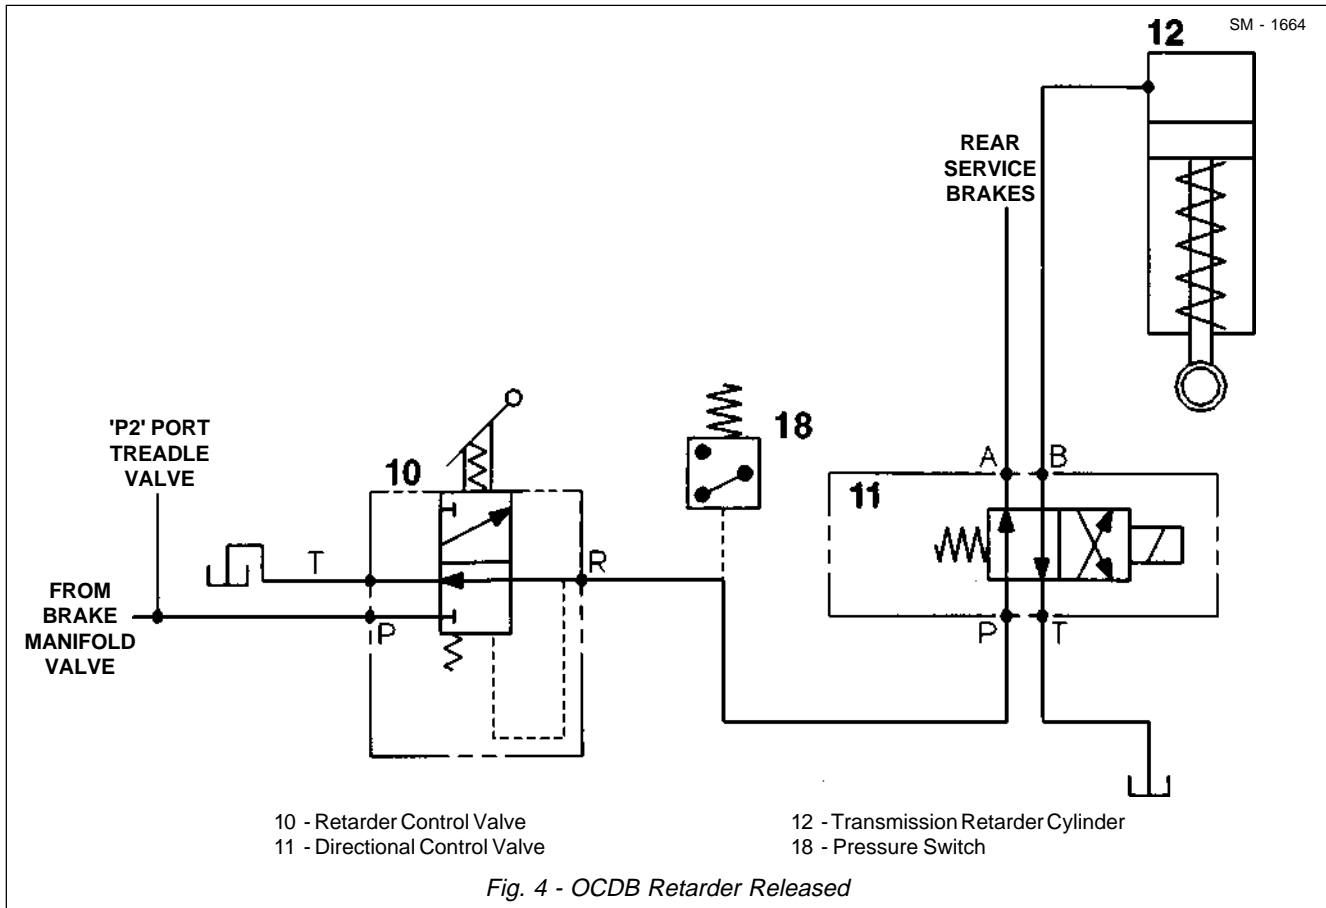 SM - 1664
12
REAR
SERVICE
BRAKES
'P2' PORT
TREADLE
VALVE
10
18
A
B
11
T
R
FROM
BRAKE
MANIFOLD
VALVE
P
P
T
10 - Retarder Control Valve
11 - Directional Control Valve
12 - Transmission Retarder Cylinder
18 - Pressure Switch
Fig. 4 - OCDB Retarder Released